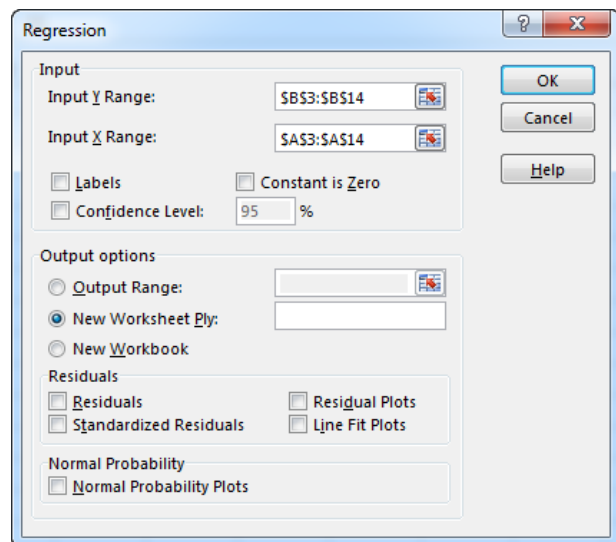 Regression
Input
Input Y Range: $B$3:$B$14
Input X Range: $A$3:$A$14
Labels Constant is Zero
Confidence Level: 95 %
OK
Cancel
Help
Output options
Output Range:
New Worksheet Ply:
New Workbook
Residuals
Residuals Residual Plots
Standardized Residuals Line Fit Plots
Normal Probability
Normal Probability Plots